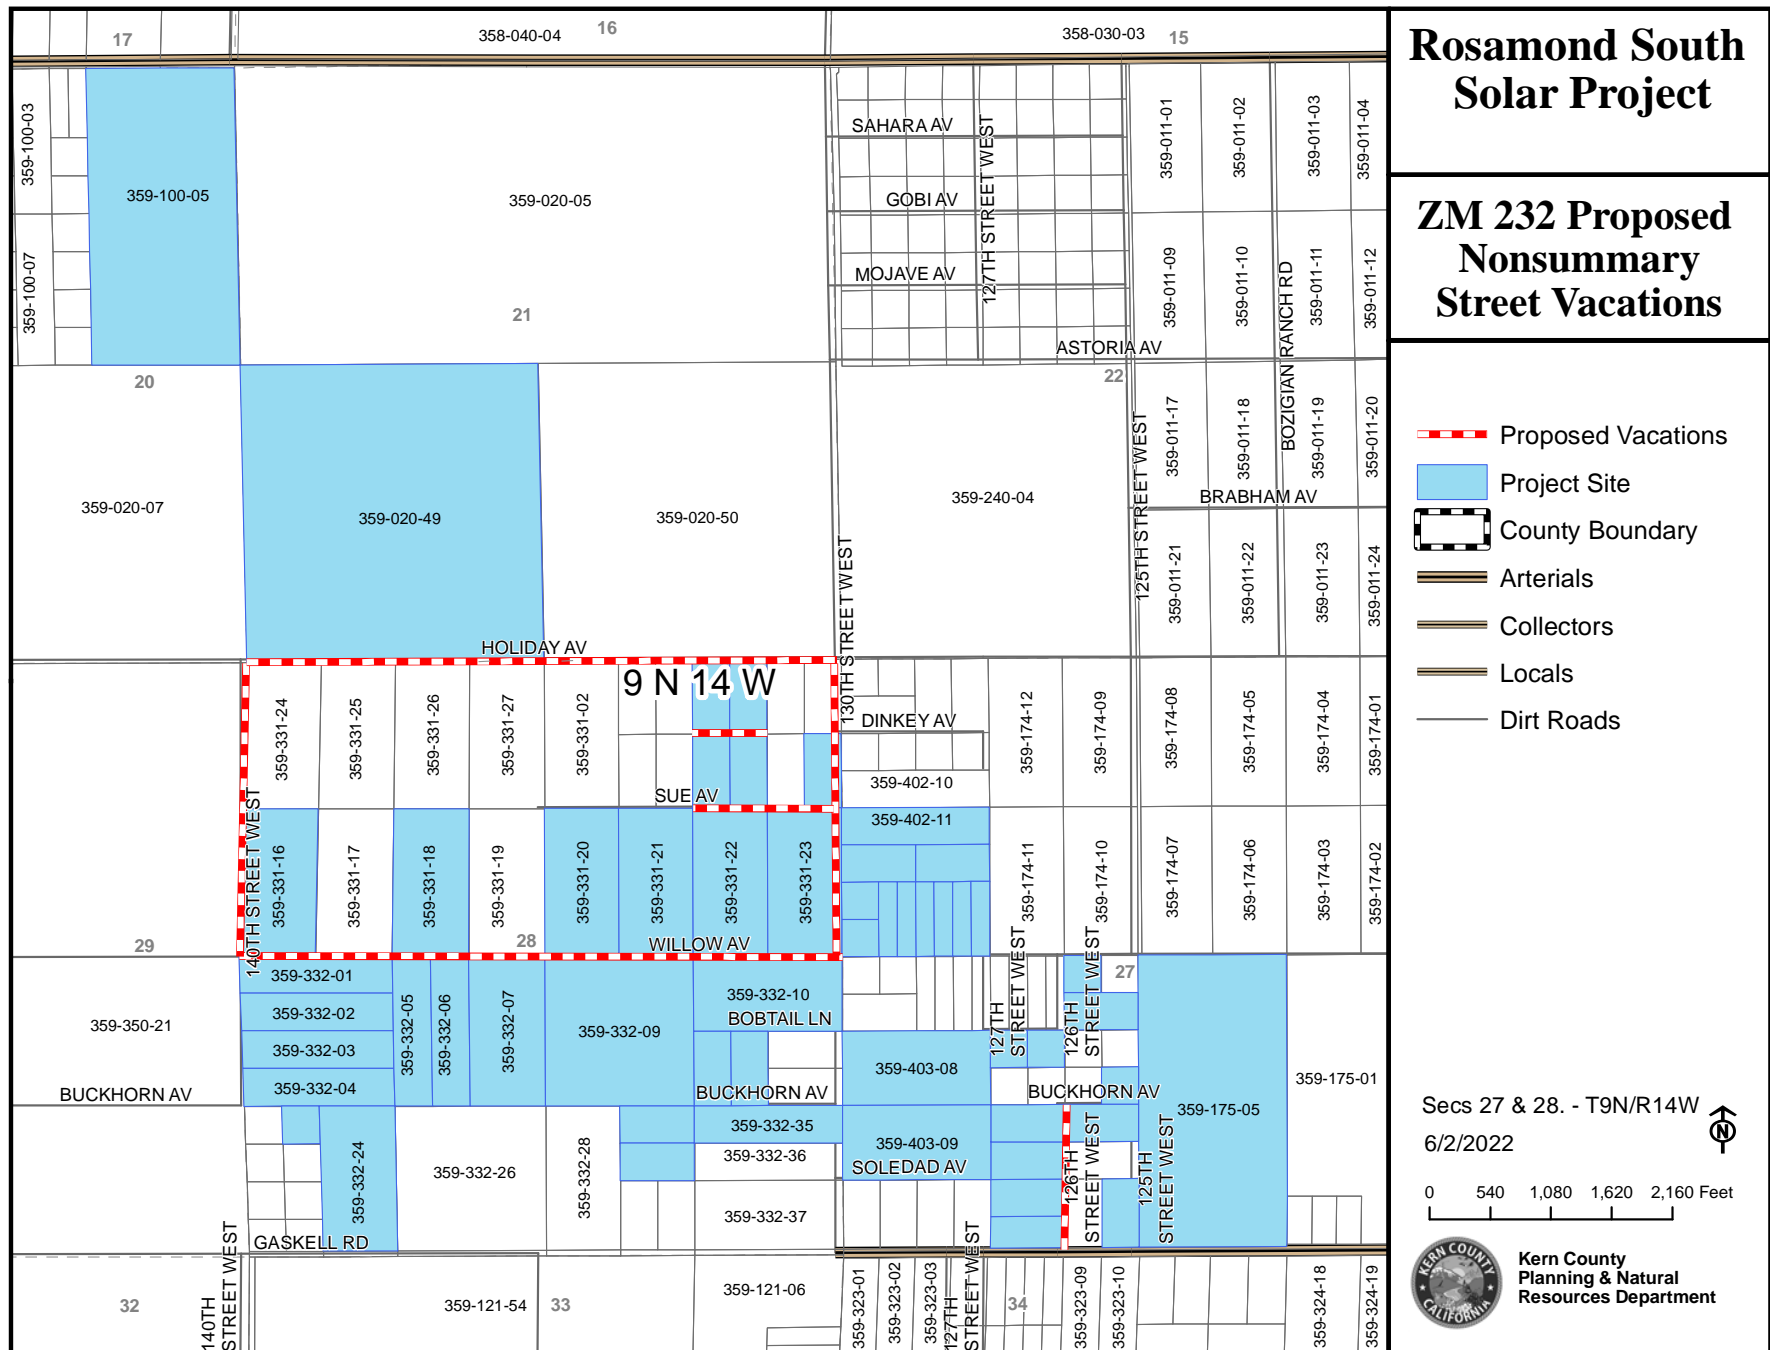 17
358-040-04
16
358-030-03
15
359-100-03
359-100-05
359-020-05
SAHARA AV
GOBI AV
MOJAVE AV
127TH STREET WEST
359-011-01
359-011-02
359-011-03
359-011-04
359-100-07
359-011-09
359-011-10
359-011-11
359-011-12
BOZIGIAN RANCH RD
21
ASTORIA AV
20
22
359-020-07
359-020-49
359-020-50
359-240-04
125TH STREET WEST
359-011-17
359-011-18
359-011-19
359-011-20
BRABHAM AV
130TH STREET WEST
359-011-21
359-011-22
359-011-23
359-011-24
HOLIDAY AV
9 N 14 W
359-331-24
359-331-25
359-331-26
359-331-27
359-331-02
DINKEY AV
359-402-10
359-174-12
359-174-09
359-174-08
359-174-05
359-174-04
359-174-01
SUE AV
359-402-11
140TH STREET WEST
359-331-16
359-331-17
359-331-18
359-331-19
359-331-20
359-331-21
359-331-22
359-331-23
359-174-11
359-174-10
359-174-07
359-174-06
359-174-03
359-174-02
29
28
WILLOW AV
27
359-332-01
359-332-02
359-332-03
359-332-04
359-332-05
359-332-06
359-332-07
359-332-09
359-332-10
BOBTAIL LN
127TH
STREET WEST
126TH
STREET WEST
359-350-21
359-403-08
359-175-01
BUCKHORN AV
BUCKHORN AV
BUCKHORN AV
359-175-05
359-332-35
359-403-09
359-332-24
359-332-26
359-332-28
359-332-36
SOLEDAD AV
126TH
STREET WEST
125TH
STREET WEST
359-332-37
GASKELL RD
140TH
STREET WEST
127TH
STREET WEST
32
359-121-54
33
359-121-06
359-323-01
359-323-02
359-323-03
34
359-323-09
359-323-10
359-324-18
359-324-19
Rosamond South
Solar Project
ZM 232 Proposed
Nonsummary
Street Vacations
Proposed Vacations
Project Site
County Boundary
Arterials
Collectors
Locals
Dirt Roads
Secs 27 & 28. - T9N/R14W
6/2/2022
N
0 540 1,080 1,620 2,160 Feet
KERN COUNTY
CALIFORNIA
Kern County
Planning & Natural
Resources Department